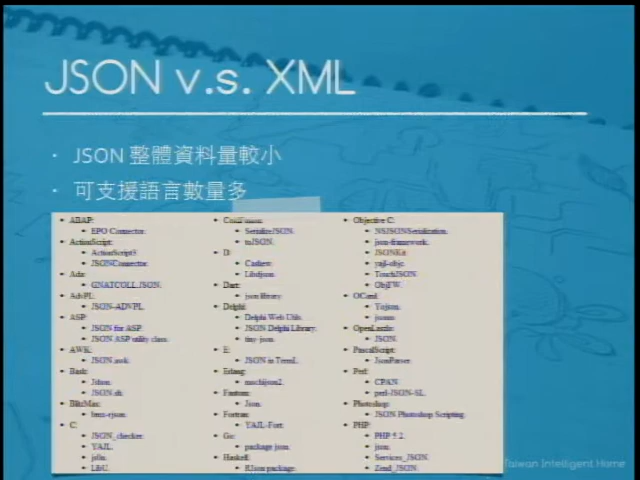 JSON v.s. XML
• JSON 整體資料量較小
• 可支援語言數量多
• ABAP:
• EPO Connector.
• ActionScript:
• ActionScript3
• JSONConnector.
• Ada:
• GNATCOLL.JSON.
• AdvPL:
• JSON-ADVPL
• ASP:
• JSON for ASP.
• JSON ASP utility class.
• AWK:
• JSON.awk.
• Bash:
• Jshon.
• JSON.sh.
• BlitzMax:
• bmx-rjson.
• C:
• JSON_checker.
• YAJL.
• LibU.
• ColdFusion:
• SerializeJSON.
• toJSON.
• D:
• Cashew.
• Libdjson.
• Dart:
• json library.
• Delphi:
• Delphi Web Utils.
• JSON Delphi Library.
• tiny-json.
• E:
• JSON in TermL.
• Erlang:
• mochijson2.
• Fantom:
• Json.
• Fortran:
• YAJL-Fort.
• Go:
• package json.
• Haskell:
• RJson package.
• Objective C:
• NSJSONSerialization.
• json-framework.
• JSONKit
• yajl-objc.
• TouchJSON.
• ObjFW.
• OCaml:
• Yojson.
• jsonm.
• OpenLaszlo:
• JSON.
• PascalScript:
• JsonParser.
• Perl:
• CPAN.
• perl-JSON-SL.
• Photoshop:
• JSON Photoshop Scripting.
• PHP:
• PHP 5.2.
• json.
• Services_JSON.
• Zend_JSON.
Taiwan Intelligent Home